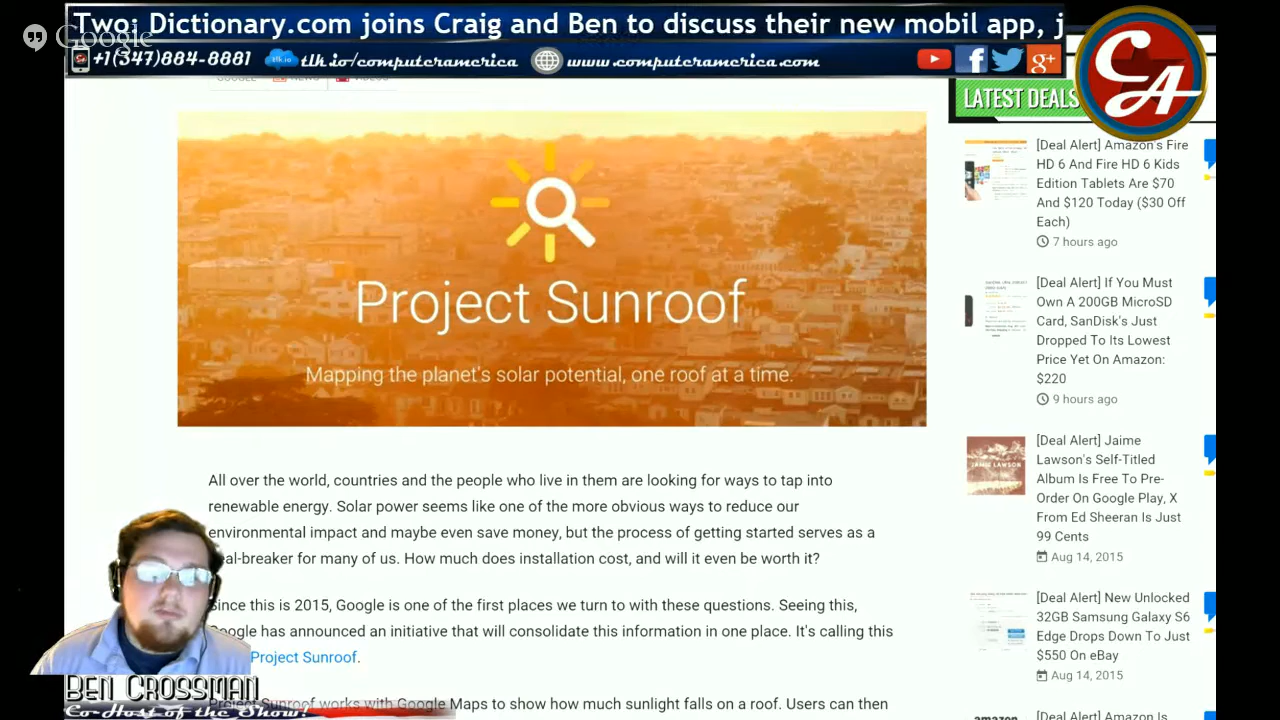 Two: Dictionary.com joins Craig and Ben to discuss their new mobil app, j
Google
+1(347)884-8881
tlk.io/computeramerica
www.computeramerica.com
CA
GOOGLE
NEWS
VIDEOS
LATEST DEALS
Project Sunroof
Mapping the planet's solar potential, one roof at a time.
All over the world, countries and the people who live in them are looking for ways to tap into
renewable energy. Solar power seems like one of the more obvious ways to reduce our
environmental impact and maybe even save money, but the process of getting started serves as a
al-breaker for many of us. How much does installation cost, and will it even be worth it?
nce this is 2015, Google is one of the first places we turn to with these questions. Seeing this,
gle has announced an initiative that will consolidate this information in one place. It's calling this
Project Sunroof.
Project Sunroof works with Google Maps to show how much sunlight falls on a roof. Users can then
[Deal Alert] Amazon's Fire
HD 6 And Fire HD 6 Kids
Edition Tablets Are $70
And $120 Today ($30 Off
Each)
7 hours ago
[Deal Alert] If You Must
Own A 200GB MicroSD
Card, SanDisk's Just
Dropped To Its Lowest
Price Yet On Amazon:
$220
9 hours ago
JAMIE LAWSON
[Deal Alert] Jaime
Lawson's Self-Titled
Album Is Free To Pre-
Order On Google Play, X
From Ed Sheeran Is Just
99 Cents
Aug 14, 2015
[Deal Alert] New Unlocked
32GB Samsung Galaxy S6
Edge Drops Down To Just
$550 On eBay
Aug 14, 2015
amazon
[Deal Alert] Amazon Is
Ben Crossman
Co-Host of the Show!